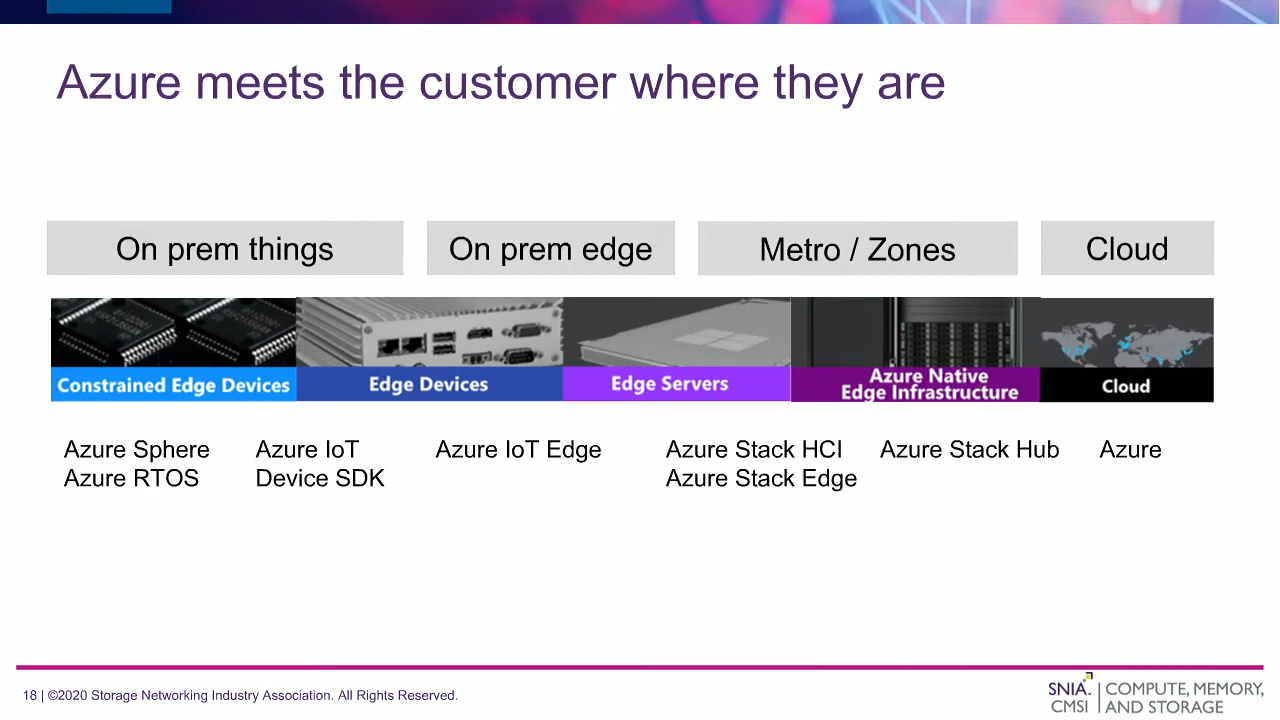 Azure meets the customer where they are
On prem things
On prem edge
Metro / Zones
Cloud
Constrained Edge Devices
Edge Devices
Edge Servers
Azure Native
Edge Infrastructure
Cloud
Azure Sphere
Azure RTOS
Azure IoT
Device SDK
Azure IoT Edge
Azure Stack HCI
Azure Stack Edge
Azure Stack Hub
Azure
18 | ©2020 Storage Networking Industry Association. All Rights Reserved.
SNIA.
CMSI
COMPUTE, MEMORY,
AND STORAGE